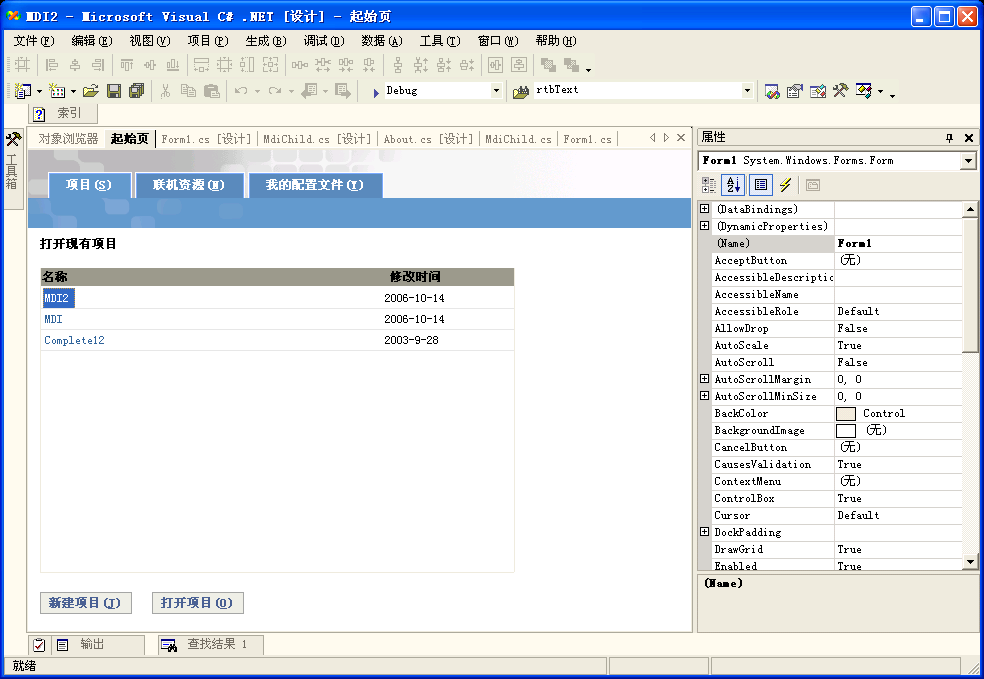 MDI2 - Microsoft Visual C# .NET [设计] - 起始页
文件(F) 编辑(E) 视图(V) 项目(P) 生成(B) 调试(D) 数据(A) 工具(T) 窗口(W) 帮助(H)
Debug rtbText
索引
工具箱
对象浏览器 起始页 Form1.cs [设计] MdiChild.cs [设计] About.cs [设计] MdiChild.cs Form1.cs
项目(S) 联机资源(N) 我的配置文件(Y)
打开现有项目
名称 修改时间
MDI2 2006-10-14
MDI 2006-10-14
Complete12 2003-9-28
新建项目(J) 打开项目(O)
属性
Form1 System.Windows.Forms.Form
(DataBindings)
(DynamicProperties)
(Name) Form1
AcceptButton (无)
AccessibleDescriptio
AccessibleName
AccessibleRole Default
AllowDrop False
AutoScale True
AutoScroll False
AutoScrollMargin 0, 0
AutoScrollMinSize 0, 0
BackColor Control
BackgroundImage (无)
CancelButton (无)
CausesValidation True
ContextMenu (无)
ControlBox True
Cursor Default
DockPadding
DrawGrid True
Enabled True
(Name)
输出 查找结果 1
就绪